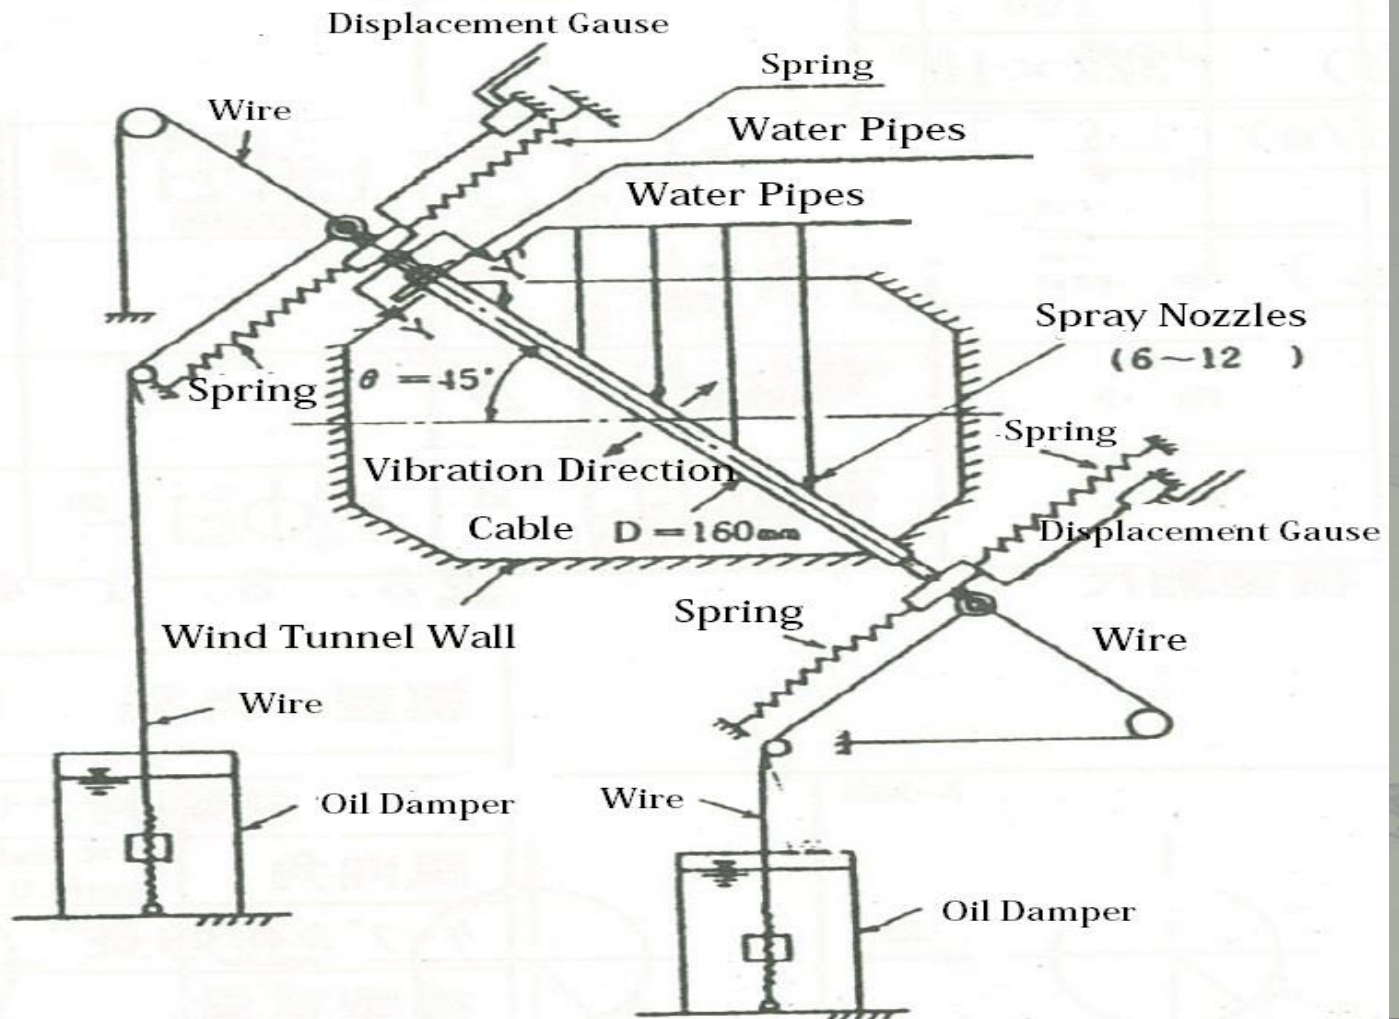 Displacement Gause
Spring
Wire
Water Pipes
Water Pipes
Spray Nozzles
(6~12 )
θ = 45°
Spring
Spring
Vibration Direction
Cable D = 160mm
Displacement Gause
Spring
Wind Tunnel Wall
Wire
Wire
Oil Damper
Wire
Oil Damper